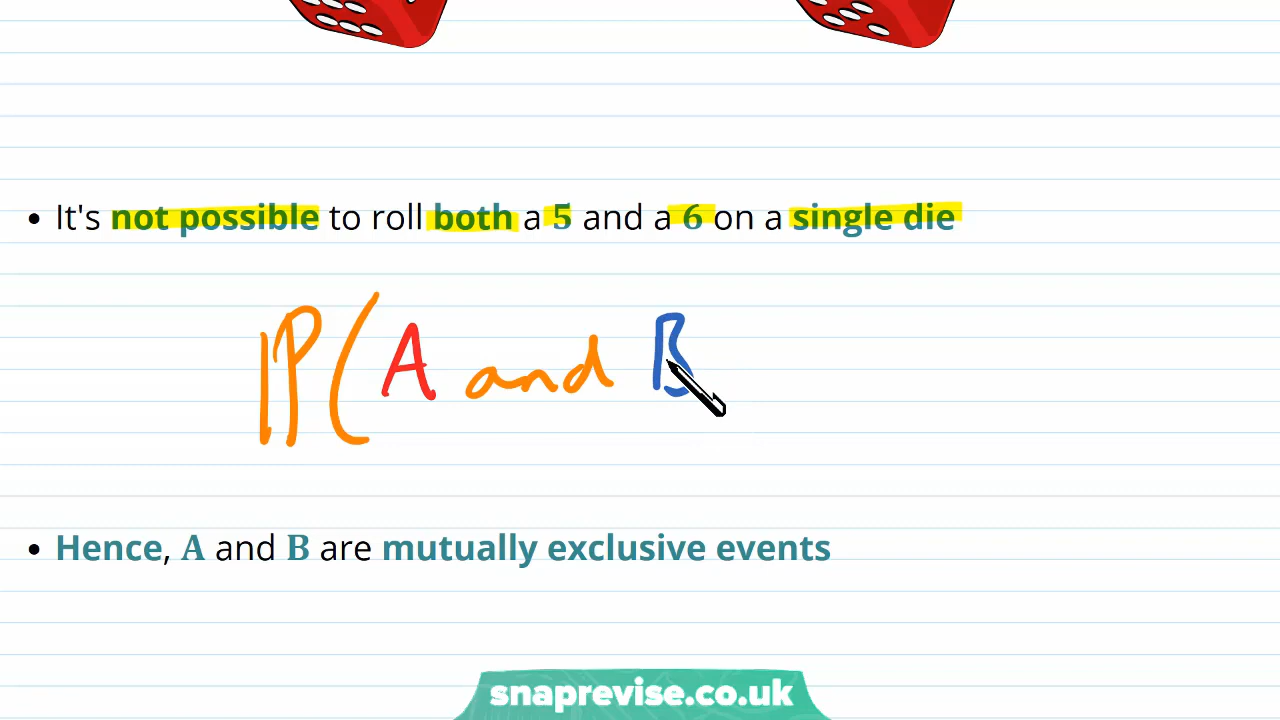 • It's not possible to roll both a 5 and a 6 on a single die
ℙ(A and B
• Hence, A and B are mutually exclusive events
snaprevise.co.uk